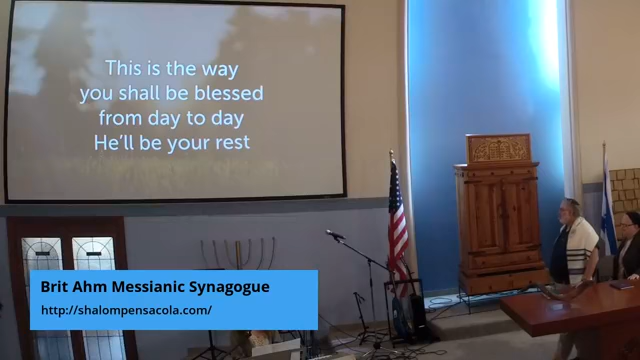 This is the way
you shall be blessed
from day to day
He'll be your rest
Brit Ahm Messianic Synagogue
http://shalompensacola.com/